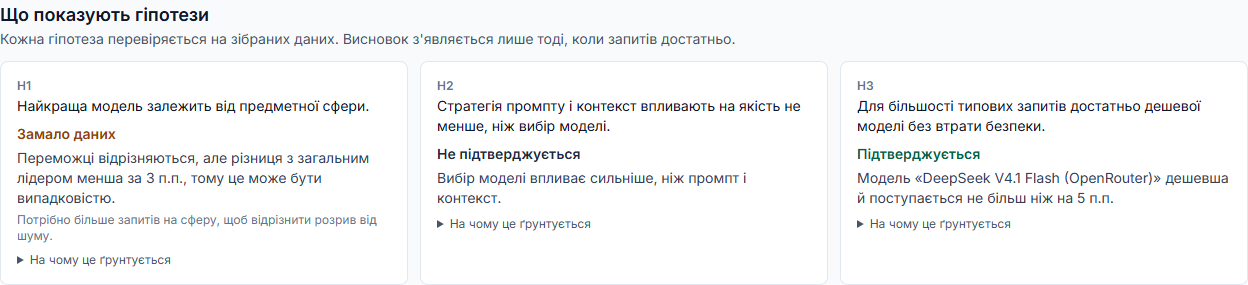 Що показують гіпотези
Кожна гіпотеза перевіряється на зібраних даних. Висновок з'являється лише тоді, коли запитів достатньо.
H1
Найкраща модель залежить від предметної сфери.
Замало даних
Переможці відрізняються, але різниця з загальним
лідером менша за 3 п.п., тому це може бути
випадковістю.
Потрібно більше запитів на сферу, щоб відрізнити розрив від
шуму.
На чому це ґрунтується
H2
Стратегія промпту і контекст впливають на якість не
менше, ніж вибір моделі.
Не підтверджується
Вибір моделі впливає сильніше, ніж промпт і
контекст.
На чому це ґрунтується
H3
Для більшості типових запитів достатньо дешевої
моделі без втрати безпеки.
Підтверджується
Модель «DeepSeek V4.1 Flash (OpenRouter)» дешевша
й поступається не більш ніж на 5 п.п.
На чому це ґрунтується